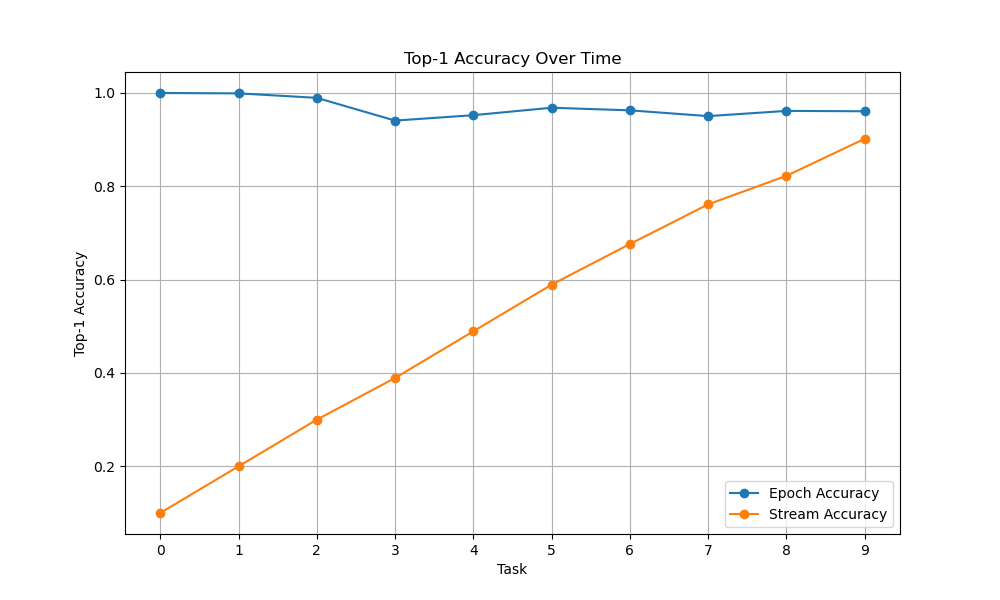 Top-1 Accuracy Over Time
Top-1 Accuracy
1.0
0.8
0.6
0.4
0.2
0 1 2 3 4 5 6 7 8 9
Task
Epoch Accuracy
Stream Accuracy